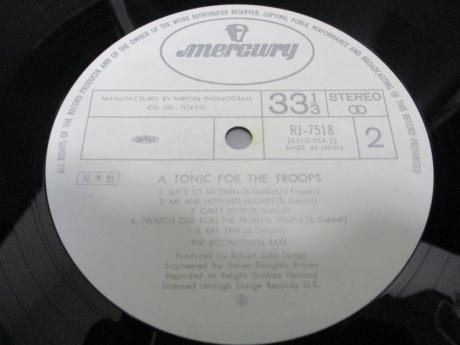 ALL RIGHTS OF THE RECORD PRODUCER AND OF THE OWNER OF THE WORK REPRODUCED RESERVED. COPYING, PUBLIC PERFORMANCE AND BROADCASTING OF THIS RECORD PROHIBITED
mercury
MANUFACTURED BY NIPPON PHONOGRAM
CO. LTD., TOKYO
33 1/3
STEREO
RJ-7518
(6310-954.2)
MADE IN JAPAN
2
見本盤
A TONIC FOR THE TROOPS
1. SHE'S SO MODERN (B. Geldof / J. Fingers)
2. ME AND HOWARD HUGHES (B. Geldof)
3. CAN'T STOP (B. Geldof)
4. (WATCH OUT FOR) THE NORMAL PEOPLE (B. Geldof)
5. RAT TRAP (B. Geldof)
THE BOOMTOWN RATS
Produced by Robert John Lange
Engineered by Steven Douglas Brown
Recorded at Relight Studios Holland
Licensed through Ensign Records U.K.